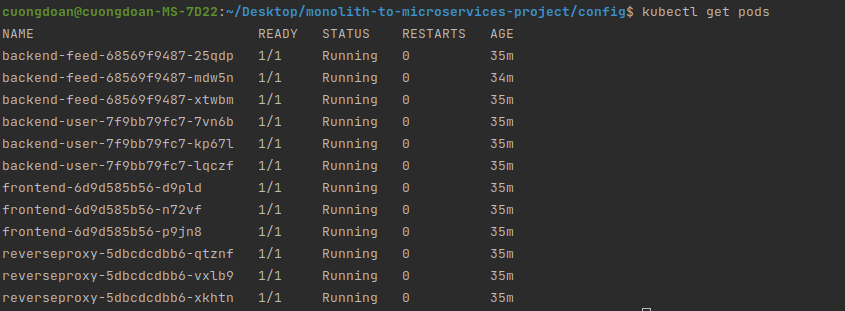 cuongdoan@cuongdoan-MS-7D22:~/Desktop/monolith-to-microservices-project/config$ kubectl get pods
NAME READY STATUS RESTARTS AGE
backend-feed-68569f9487-25qdp 1/1 Running 0 35m
backend-feed-68569f9487-mdw5n 1/1 Running 0 34m
backend-feed-68569f9487-xtwbm 1/1 Running 0 35m
backend-user-7f9bb79fc7-7vn6b 1/1 Running 0 35m
backend-user-7f9bb79fc7-kp67l 1/1 Running 0 35m
backend-user-7f9bb79fc7-lqczf 1/1 Running 0 35m
frontend-6d9d585b56-d9pld 1/1 Running 0 35m
frontend-6d9d585b56-n72vf 1/1 Running 0 35m
frontend-6d9d585b56-p9jn8 1/1 Running 0 35m
reverseproxy-5dbcdcdbb6-qtznf 1/1 Running 0 35m
reverseproxy-5dbcdcdbb6-vxlb9 1/1 Running 0 35m
reverseproxy-5dbcdcdbb6-xkhtn 1/1 Running 0 35m